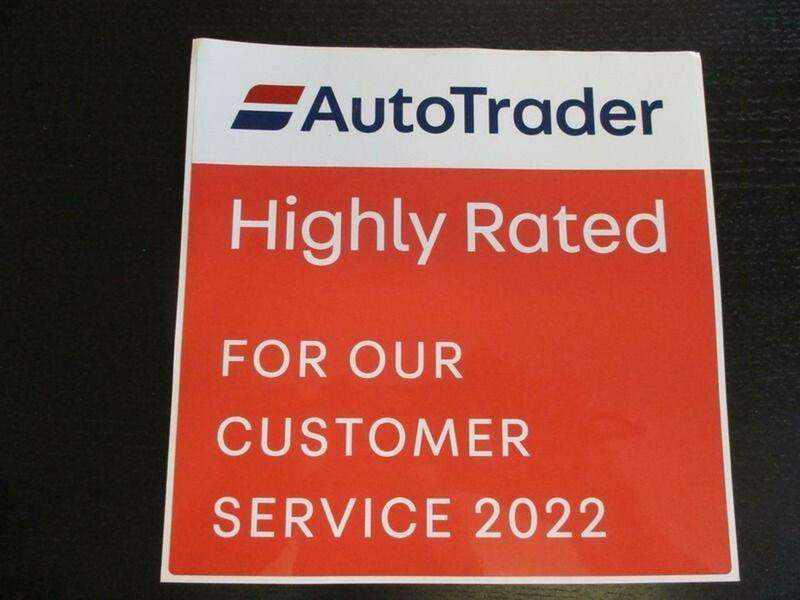 AutoTrader
Highly Rated
FOR OUR
CUSTOMER
SERVICE 2022